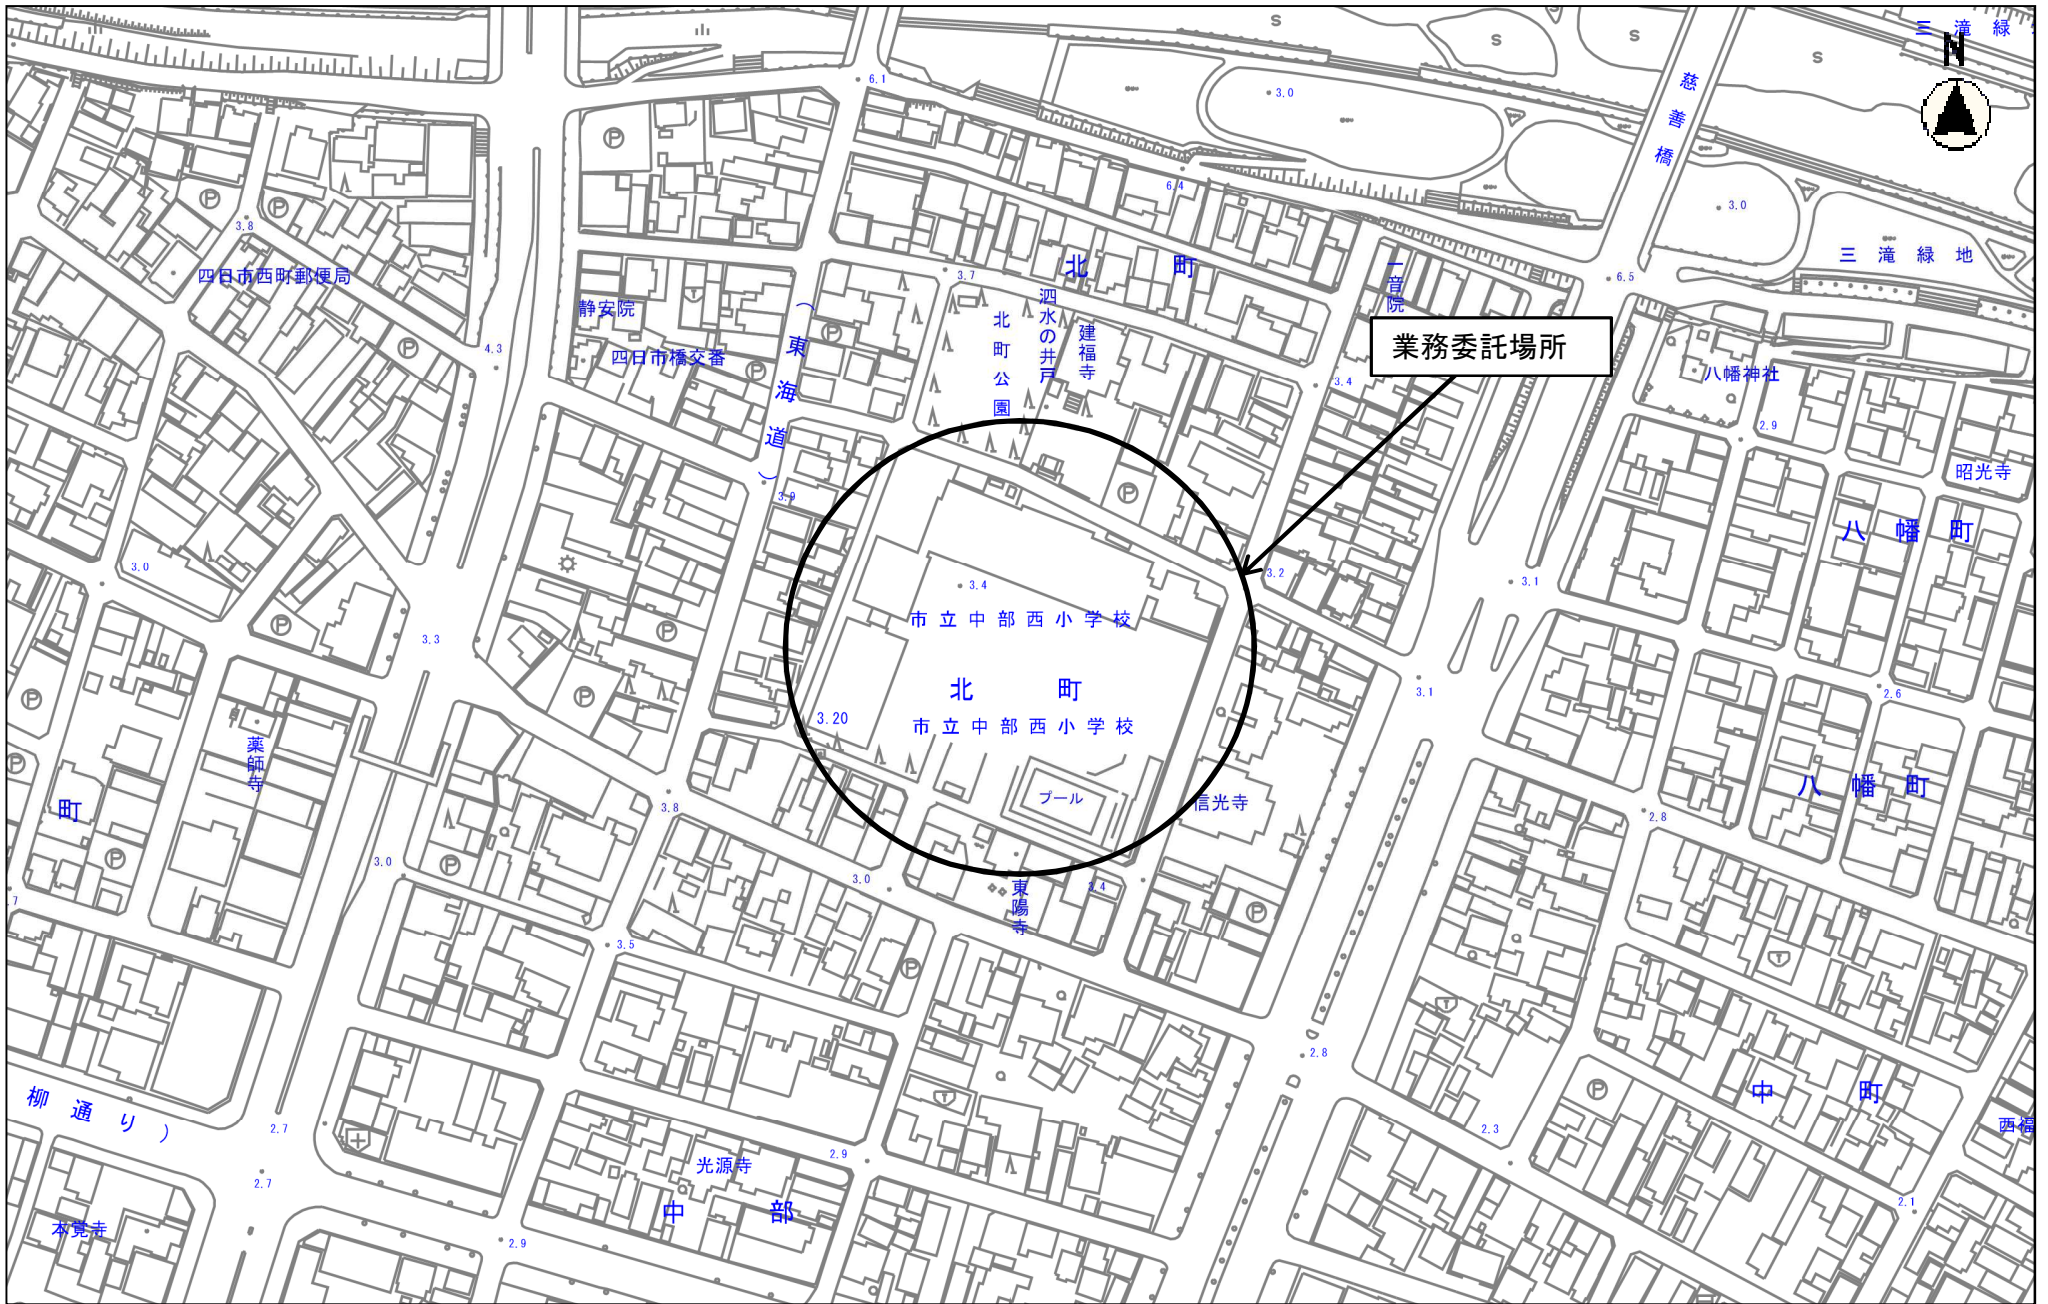 三滝緑
N
S
S
S
S
慈善橋
6.1
3.0
P
6.4
P
P
3.8
3.0
三滝緑地
四日市西町郵便局
北町
3.7
一音院
6.5
静安院
泗水の井戸
北町公園
建福寺
(東海道)
P
業務委託場所
4.3
P
四日市橋交番
P
3.4
八幡神社
2.9
昭光寺
3.9
P
八幡町
3.0
3.4
3.2
3.1
市立中部西小学校
P
P
3.3
北町
3.1
2.6
P
P
3.20
市立中部西小学校
薬師寺
P
プール
信光寺
八幡町
町
3.8
2.8
P
3.0
P
3.0
東陽寺
3.4
7
P
3.5
P
2.8
中町
P
柳通り)
2.7
2.3
西福
光源寺
2.9
2.7
中部
2.1
本覚寺
2.9